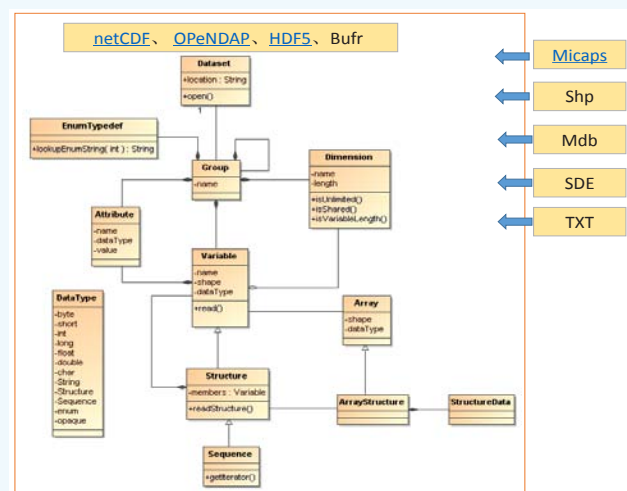 netCDF、 OPeNDAP、 HDF5、Bufr
Micaps
Shp
Mdb
SDE
TXT
Dataset
+location : String
+open()
1
EnumTypedef
+lookupEnumString( int ) : String
Group
-name
Dimension
-name
-length
+isUnlimited()
+isShared()
+isVariableLength()
Attribute
-name
-dataType
-value
Variable
-name
-shape
-dataType
+read()
DataType
-byte
-short
-int
-long
-float
-double
-char
-String
-Structure
-Sequence
-enum
-opaque
Array
-shape
-dataType
Structure
-members : Variable
+readStructure()
ArrayStructure
StructureData
Sequence
+getIterator()